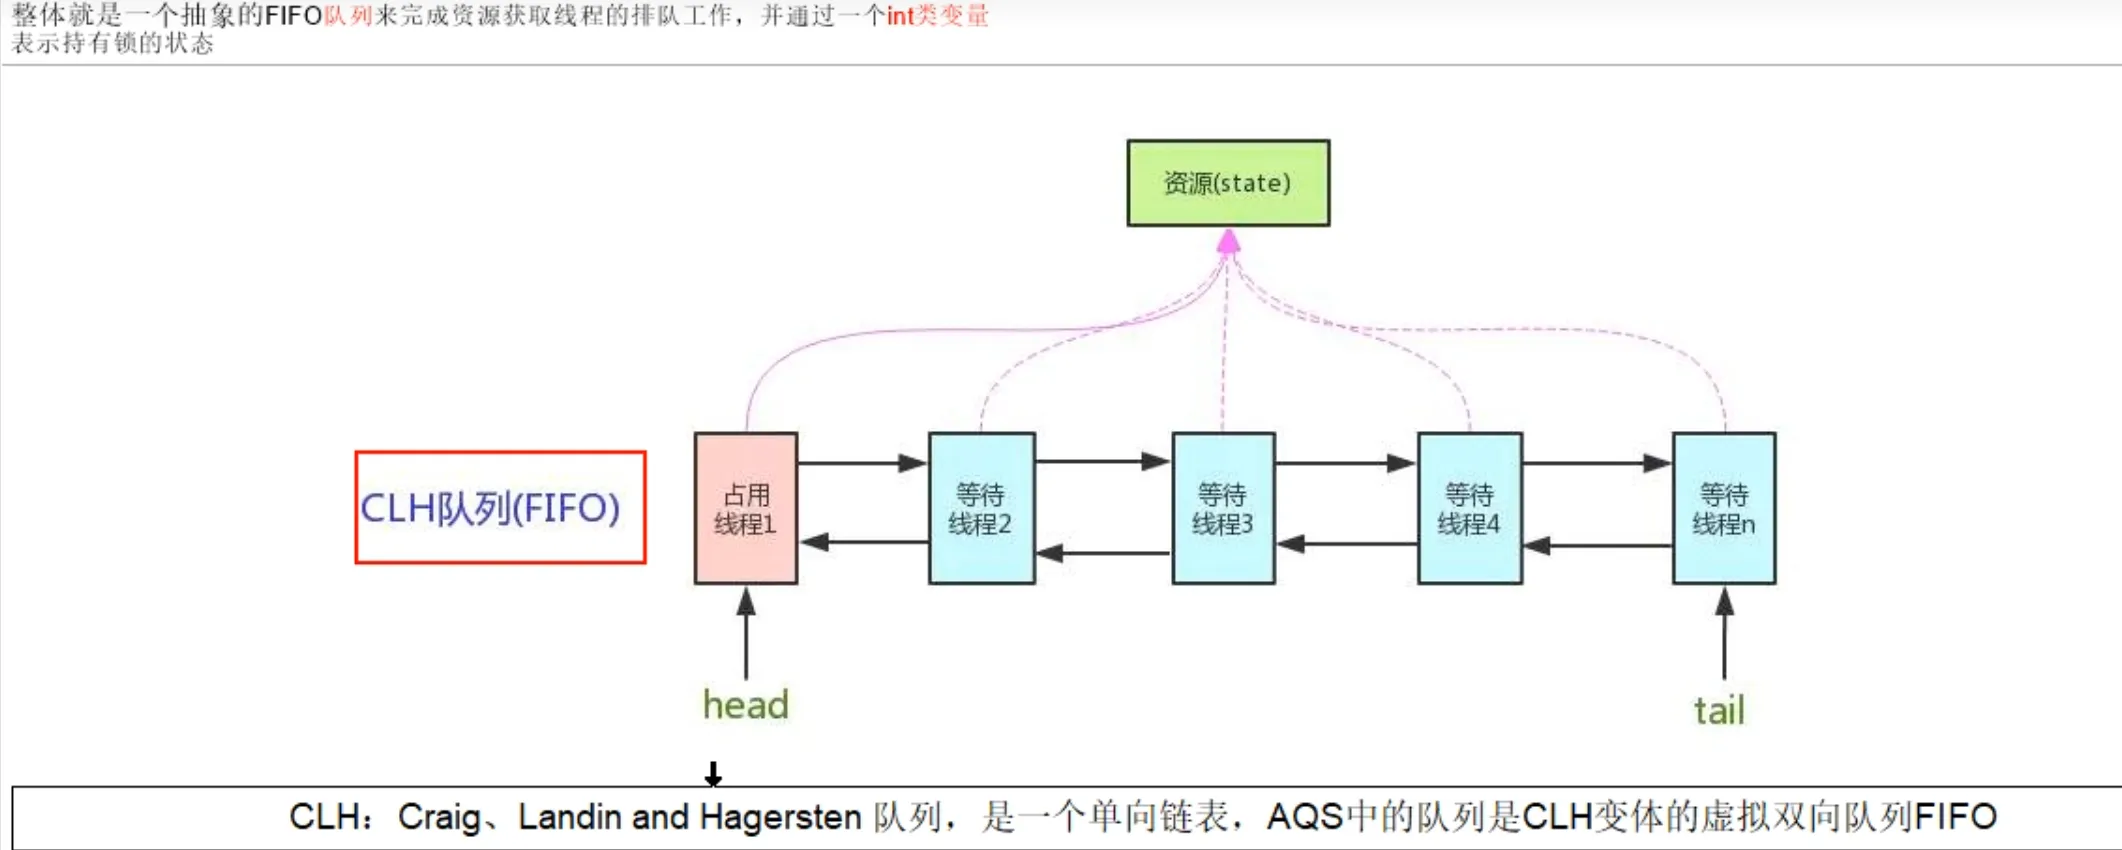 整体就是一个抽象的FIFO队列来完成资源获取线程的排队工作，并通过一个int类变量
表示持有锁的状态
资源(state)
CLH队列(FIFO)
占用
线程1
等待
线程2
等待
线程3
等待
线程4
等待
线程n
head
tail
CLH：Craig、Landin and Hagersten 队列，是一个单向链表，AQS中的队列是CLH变体的虚拟双向队列FIFO